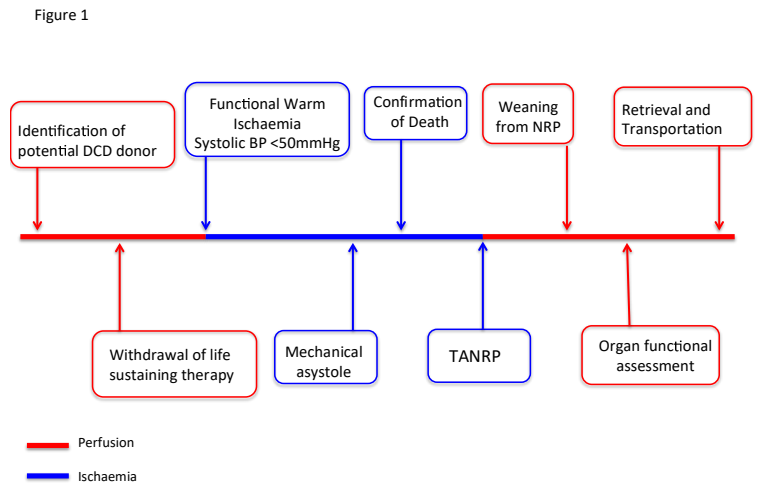 Figure 1
Identification of
potential DCD donor
Functional Warm
Ischaemia
Systolic BP <50mmHg
Confirmation
of Death
Weaning
from NRP
Retrieval and
Transportation
Withdrawal of life
sustaining therapy
Mechanical
asystole
TANRP
Organ functional
assessment
Perfusion
Ischaemia